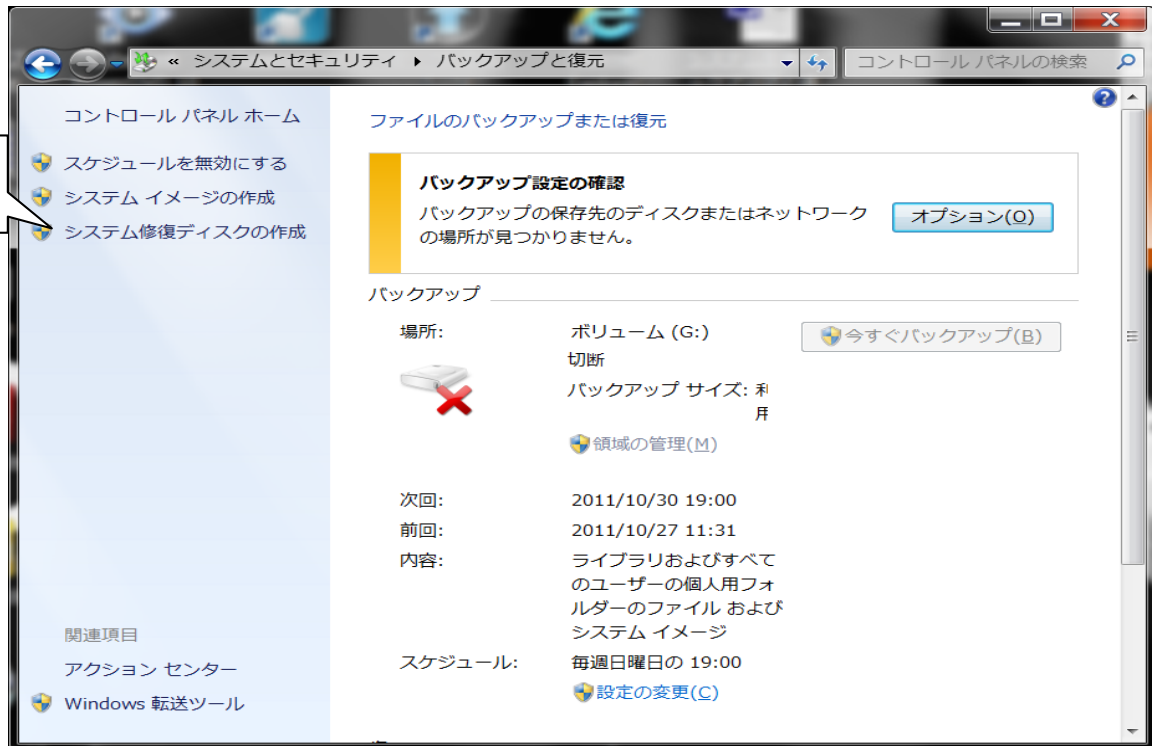 « システムとセキュリティ ▸ バックアップと復元
コントロール パネルの検索
コントロール パネル ホーム
スケジュールを無効にする
システム イメージの作成
システム修復ディスクの作成
ファイルのバックアップまたは復元
バックアップ設定の確認
バックアップの保存先のディスクまたはネットワーク
の場所が見つかりません。
オプション(O)
バックアップ
場所:
ボリューム (G:)
切断
バックアップ サイズ: 利
用
今すぐバックアップ(B)
領域の管理(M)
次回:
2011/10/30 19:00
前回:
2011/10/27 11:31
内容:
ライブラリおよびすべて
のユーザーの個人用フォ
ルダーのファイル および
システム イメージ
スケジュール:
毎週日曜日の 19:00
設定の変更(C)
関連項目
アクション センター
Windows 転送ツール